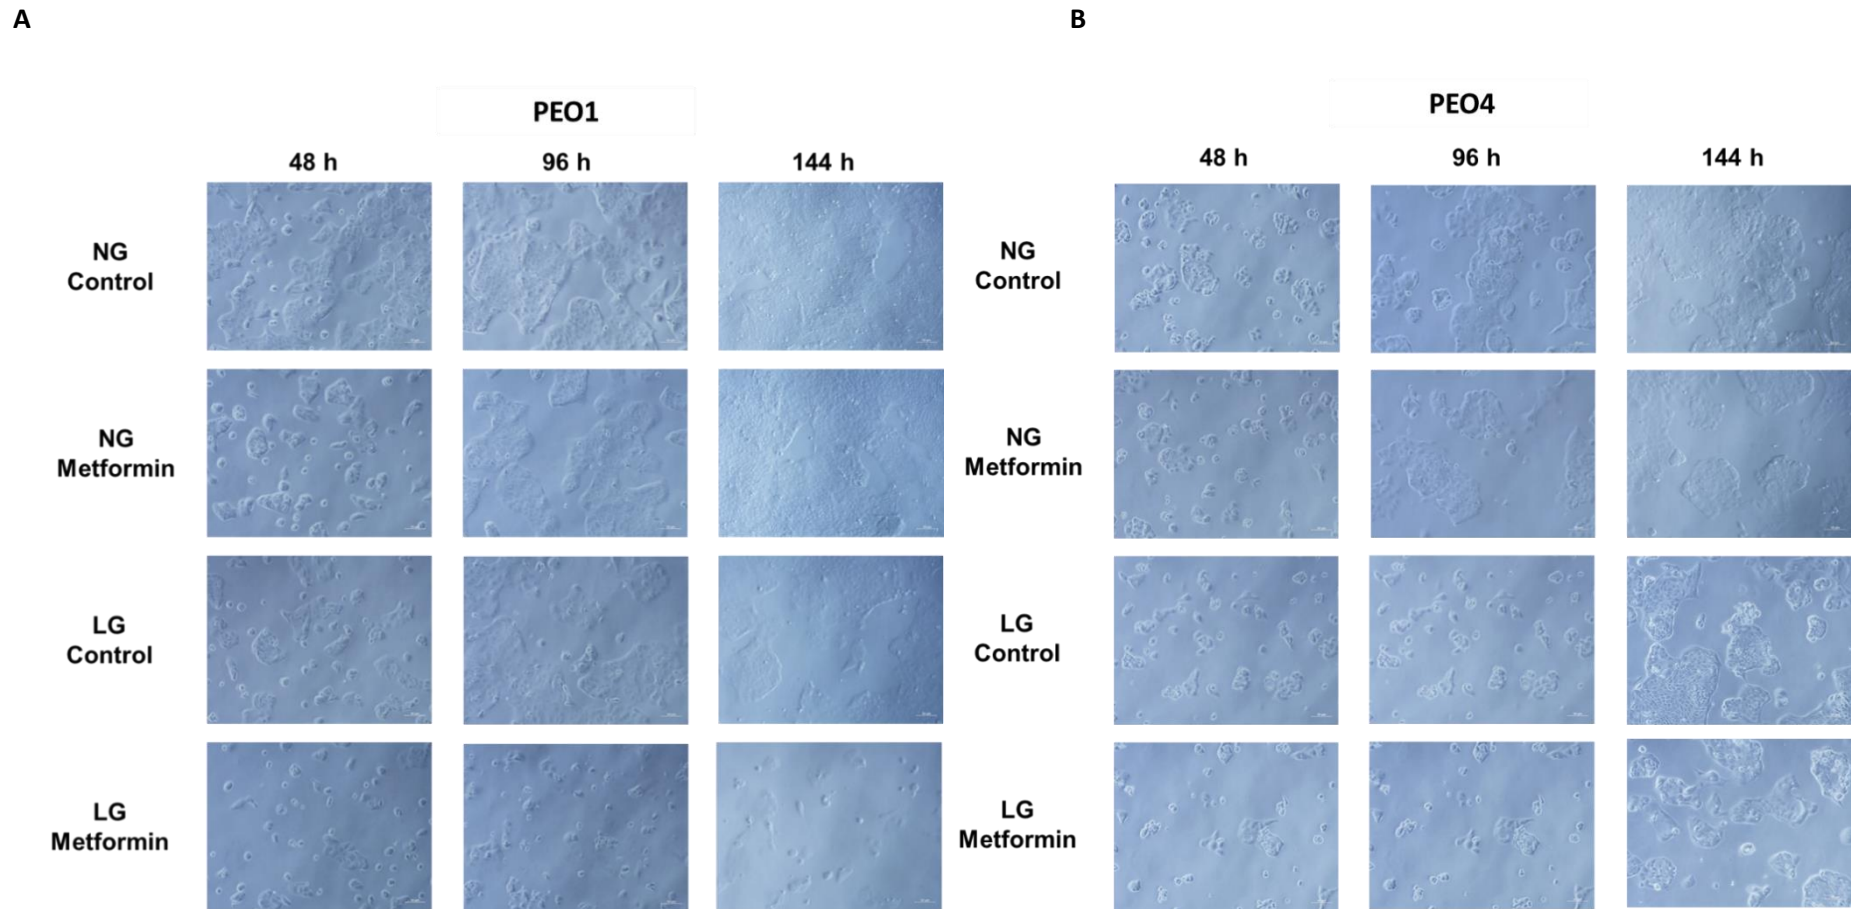 A
B
PEO1
PEO4
48 h
96 h
144 h
48 h
96 h
144 h
NG
Control
NG
Control
NG
Metformin
NG
Metformin
LG
Control
LG
Control
LG
Metformin
LG
Metformin